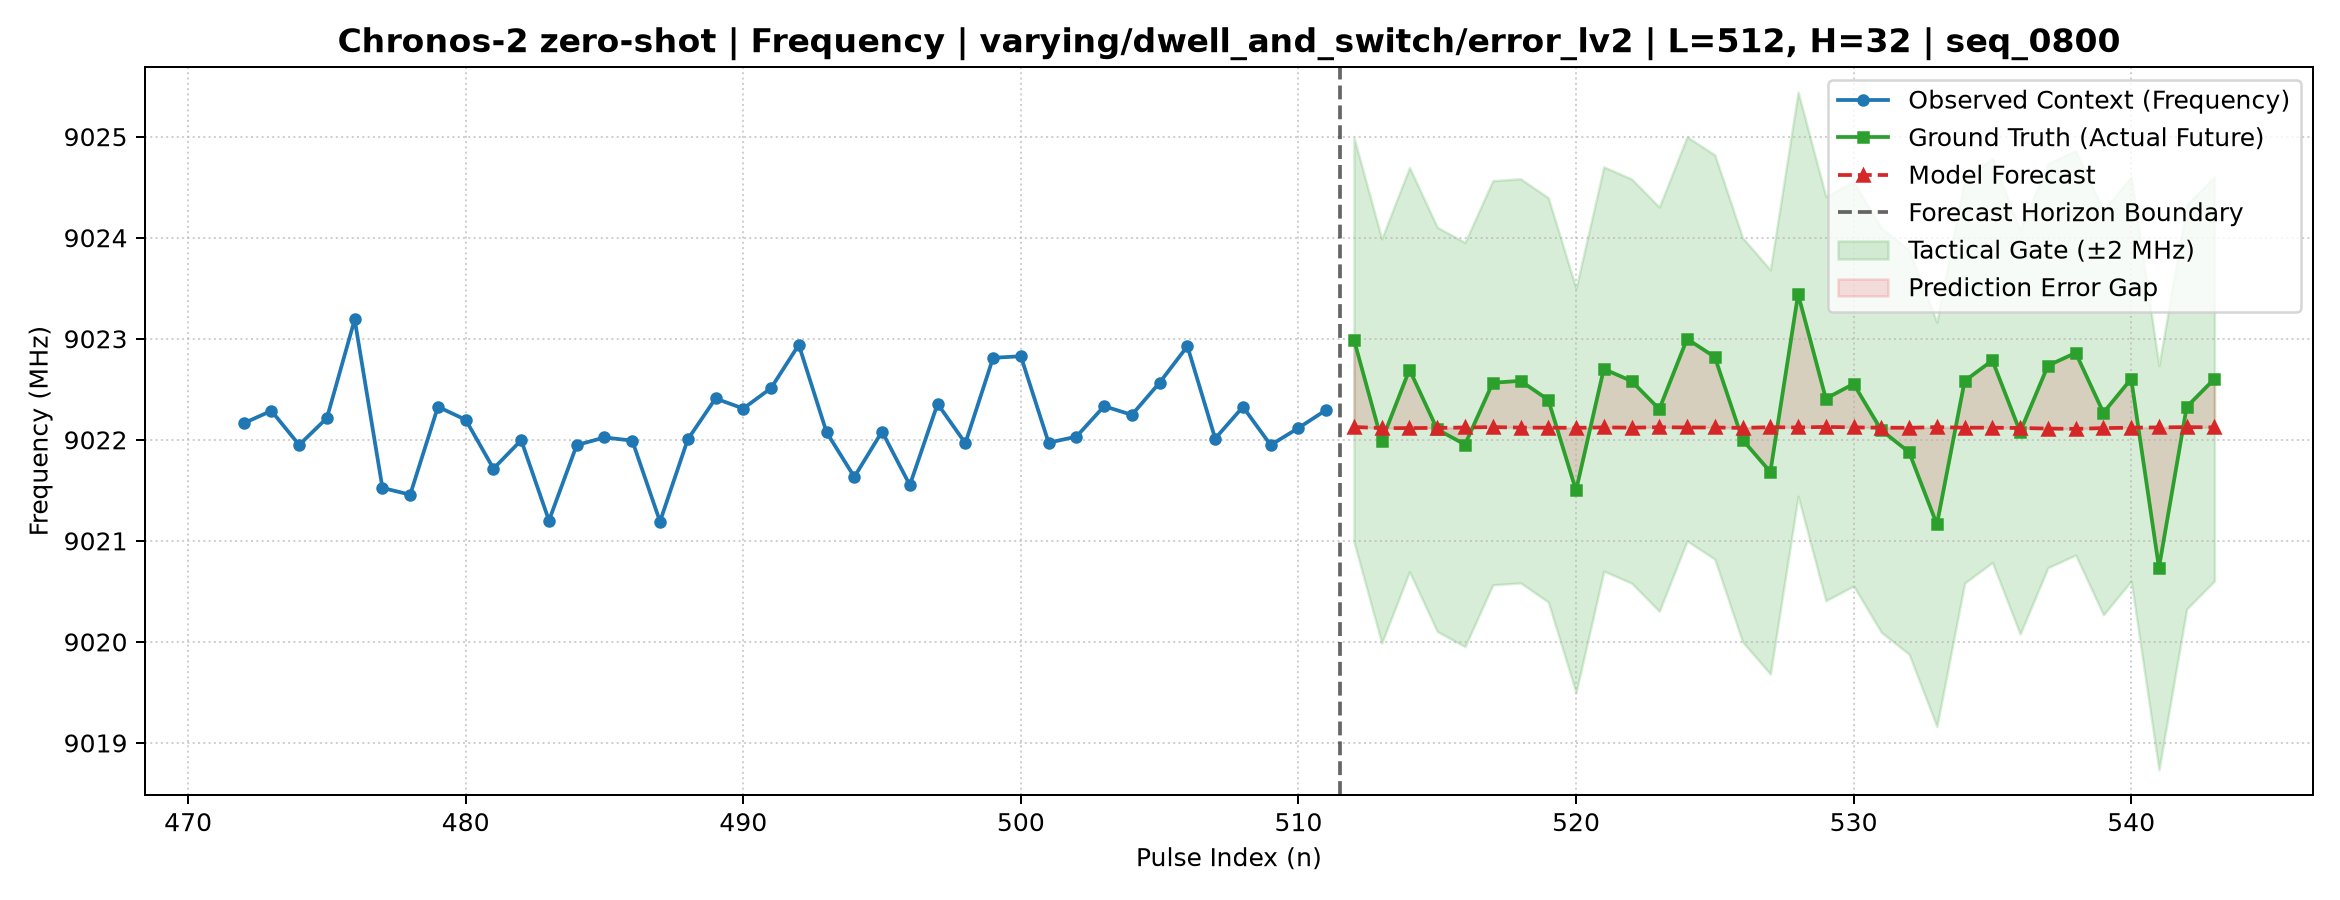 Chronos-2 zero-shot | Frequency | varying/dwell_and_switch/error_lv2 | L=512, H=32 | seq_0800
Observed Context (Frequency)
Ground Truth (Actual Future)
Model Forecast
Forecast Horizon Boundary
Tactical Gate (±2 MHz)
Prediction Error Gap
Frequency (MHz)
9025
9024
9023
9022
9021
9020
9019
470 480 490 500 510 520 530 540
Pulse Index (n)